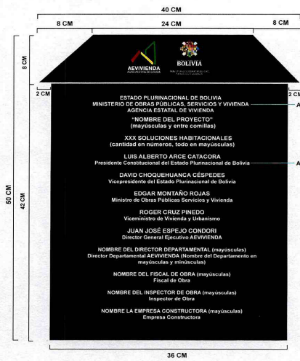 40 CM
8 CM
24 CM
8 CM
8 CM
AEVIVIENDA
BOLIVIA
2 CM
2 CM
50 CM
42 CM
ESTADO PLURINACIONAL DE BOLIVIA
MINISTERIO DE OBRAS PÚBLICAS, SERVICIOS Y VIVIENDA
A
AGENCIA ESTATAL DE VIVIENDA
"NOMBRE DEL PROYECTO"
(mayúsculas y entre comillas)
XXX SOLUCIONES HABITACIONALES
(cantidad en números, todo en mayúsculas)
LUIS ALBERTO ARCE CATACORA
Presidente Constitucional del Estado Plurinacional de Bolivia
A
DAVID CHOQUEHUANCA CÉSPEDES
Vicepresidente del Estado Plurinacional de Bolivia
EDGAR MONTAÑO ROJAS
Ministro de Obras Públicas Servicios y Vivienda
ROGER CRUZ PINEDO
Viceministro de Vivienda y Urbanismo
JUAN JOSÉ ESPEJO CONDORI
Director General Ejecutivo AEVIVIENDA
NOMBRE DEL DIRECTOR DEPARTAMENTAL (mayúsculas)
Director Departamental AEVIVIENDA (Nombre del Departamento en
mayúsculas y minúsculas)
NOMBRE DEL FISCAL DE OBRA (mayúsculas)
Fiscal de Obra
NOMBRE DEL INSPECTOR DE OBRA (mayúsculas)
Inspector de Obra
NOMBRE LA EMPRESA CONSTRUCTORA (mayúsculas)
Empresa Constructora
36 CM